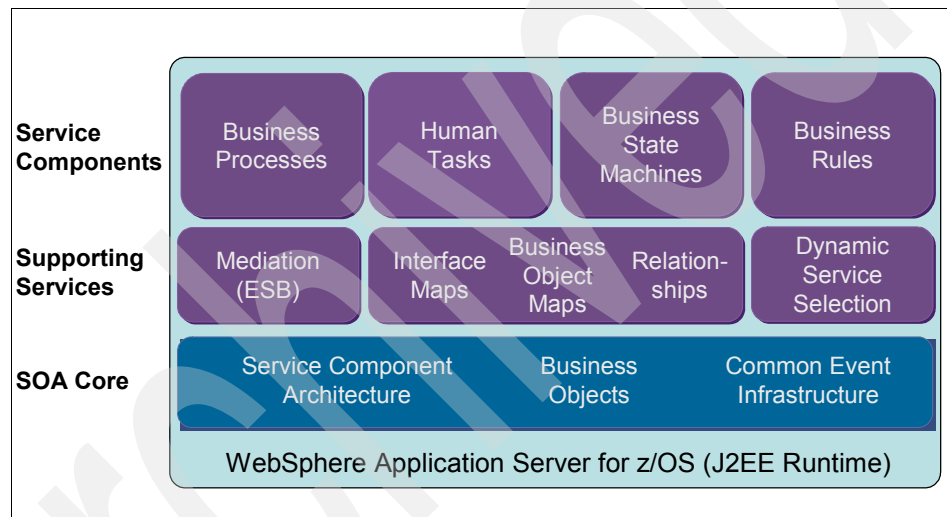 Service
Components
Business
Processes
Human
Tasks
Business
State
Machines
Business
Rules
Supporting
Services
Mediation
(ESB)
Interface
Maps
Business
Object
Maps
Relation-
ships
Dynamic
Service
Selection
SOA Core
Service Component
Architecture
Business
Objects
Common Event
Infrastructure
WebSphere Application Server for z/OS (J2EE Runtime)